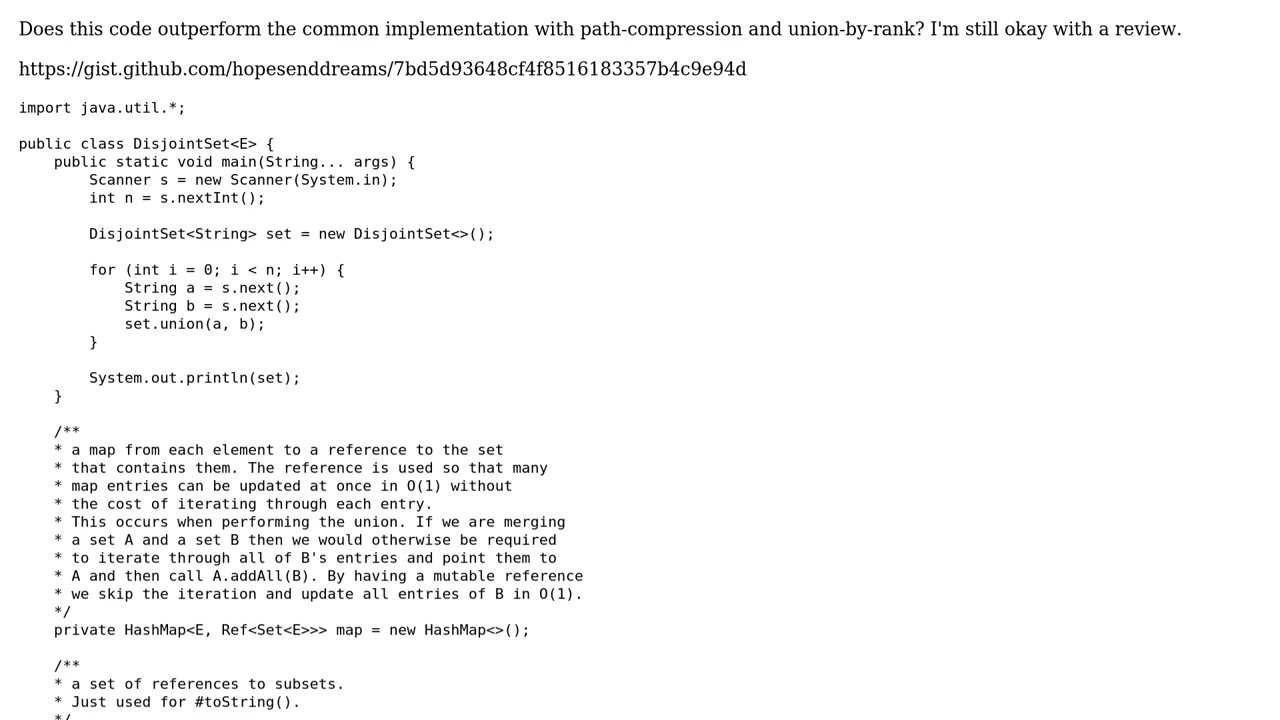 Does this code outperform the common implementation with path-compression and union-by-rank? I'm still okay with a review.
https://gist.github.com/hopesenddreams/7bd5d93648cf4f8516183357b4c9e94d
import java.util.*;
public class DisjointSet<E> {
    public static void main(String... args) {
        Scanner s = new Scanner(System.in);
        int n = s.nextInt();
        DisjointSet<String> set = new DisjointSet<>();
        for (int i = 0; i < n; i++) {
            String a = s.next();
            String b = s.next();
            set.union(a, b);
        }
        System.out.println(set);
    }
    /**
    * a map from each element to a reference to the set
    * that contains them. The reference is used so that many
    * map entries can be updated at once in O(1) without
    * the cost of iterating through each entry.
    * This occurs when performing the union. If we are merging
    * a set A and a set B then we would otherwise be required
    * to iterate through all of B's entries and point them to
    * A and then call A.addAll(B). By having a mutable reference
    * we skip the iteration and update all entries of B in O(1).
    */
    private HashMap<E, Ref<Set<E>>> map = new HashMap<>();
    /**
    * a set of references to subsets.
    * Just used for #toString().
    */